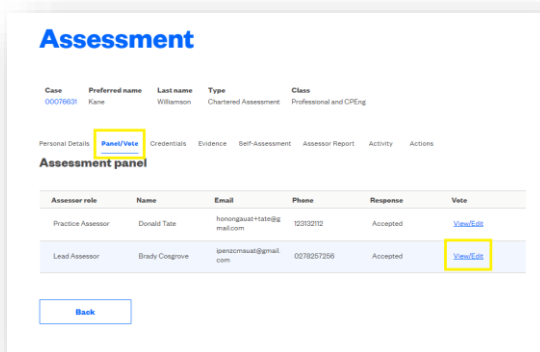 Assessment
Case Preferred name Last name Type Class
00076631 Kane Williamson Chartered Assessment Professional and CPEng
Personal Details Panel/Vote Credentials Evidence Self-Assessment Assessor Report Activity Actions
Assessment panel
Assessor role Name Email Phone Response Vote
Practice Assessor Donald Tate honongauat+tate@g 123132112 Accepted View/Edit
mail.com
Lead Assessor Brady Cosgrove ipenzcmsuat@gmail. 0278257256 Accepted View/Edit
com
Back